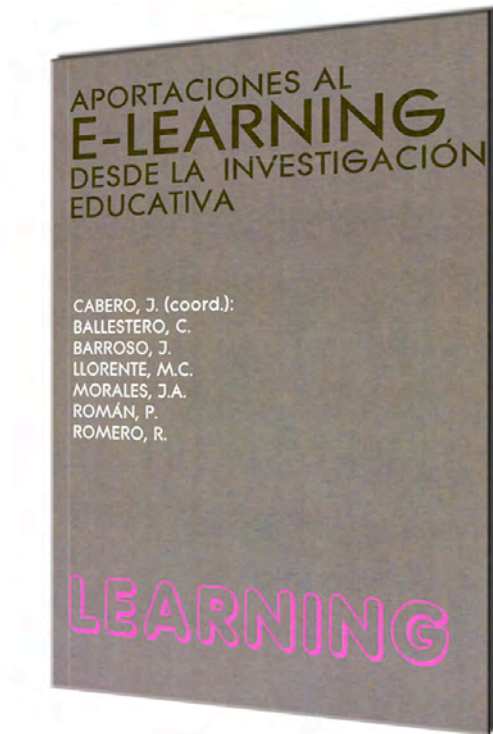 APORTACIONES AL
E-LEARNING
DESDE LA INVESTIGACIÓN
EDUCATIVA
CABERO, J. (coord.):
BALLESTERO, C.
BARROSO, J.
LLORENTE, M.C.
MORALES, J.A.
ROMÁN, P.
ROMERO, R.
LEARNING